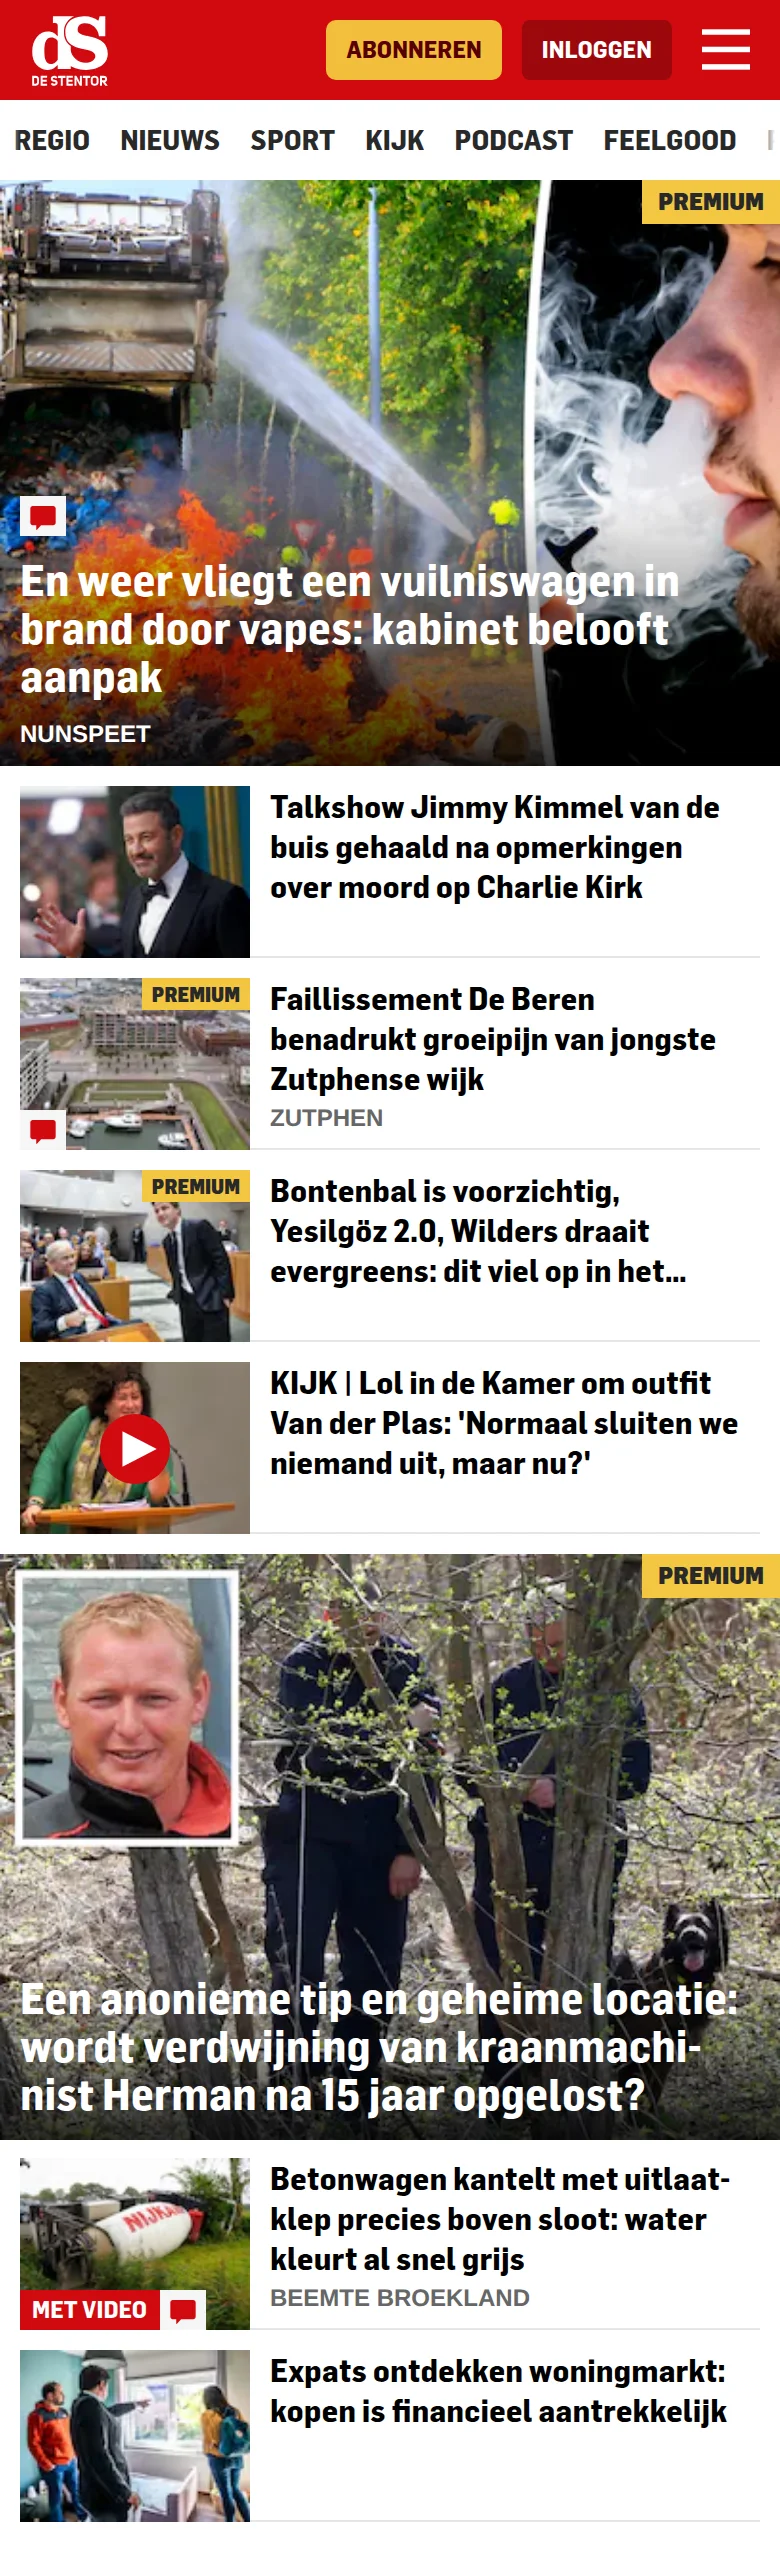 dS
DE STENTOR
ABONNEREN
INLOGGEN
REGIO NIEUWS SPORT KIJK PODCAST FEELGOOD
PREMIUM
En weer vliegt een vuilniswagen in
brand door vapes: kabinet belooft
aanpak
NUNSPEET
Talkshow Jimmy Kimmel van de
buis gehaald na opmerkingen
over moord op Charlie Kirk
PREMIUM
Faillissement De Beren
benadrukt groeipijn van jongste
Zutphense wijk
ZUTPHEN
PREMIUM
Bontenbal is voorzichtig,
Yesilgöz 2.0, Wilders draait
evergreens: dit viel op in het...
KIJK | Lol in de Kamer om outfit
Van der Plas: 'Normaal sluiten we
niemand uit, maar nu?'
PREMIUM
Een anonieme tip en geheime locatie:
wordt verdwijning van kraanmachi-
nist Herman na 15 jaar opgelost?
NIJKA
MET VIDEO
Betonwagen kantelt met uitlaat-
klep precies boven sloot: water
kleurt al snel grijs
BEEMTE BROEKLAND
Expats ontdekken woningmarkt:
kopen is financieel aantrekkelijk